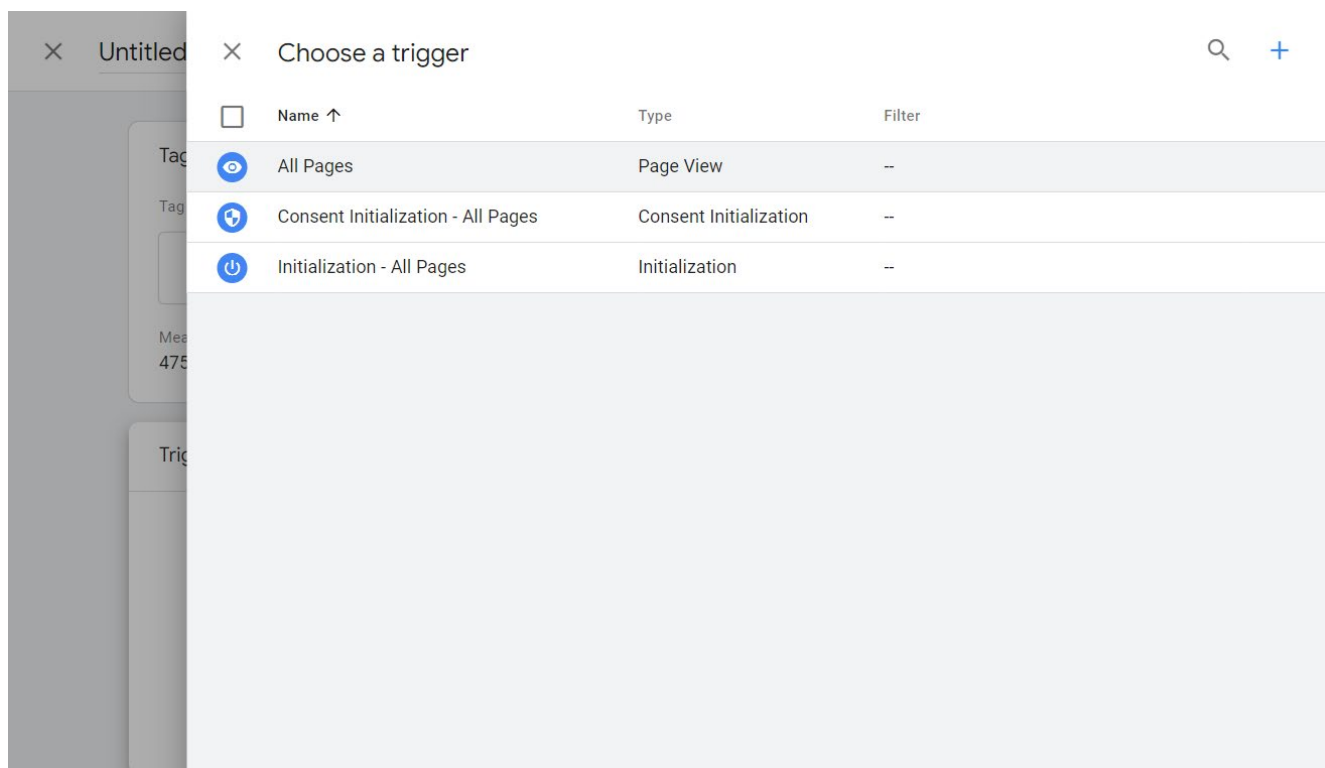 Untitled
Choose a trigger
Name Type Filter
All Pages Page View --
Consent Initialization - All Pages Consent Initialization --
Initialization - All Pages Initialization --
Tag
Tag
Mea
475
Trig